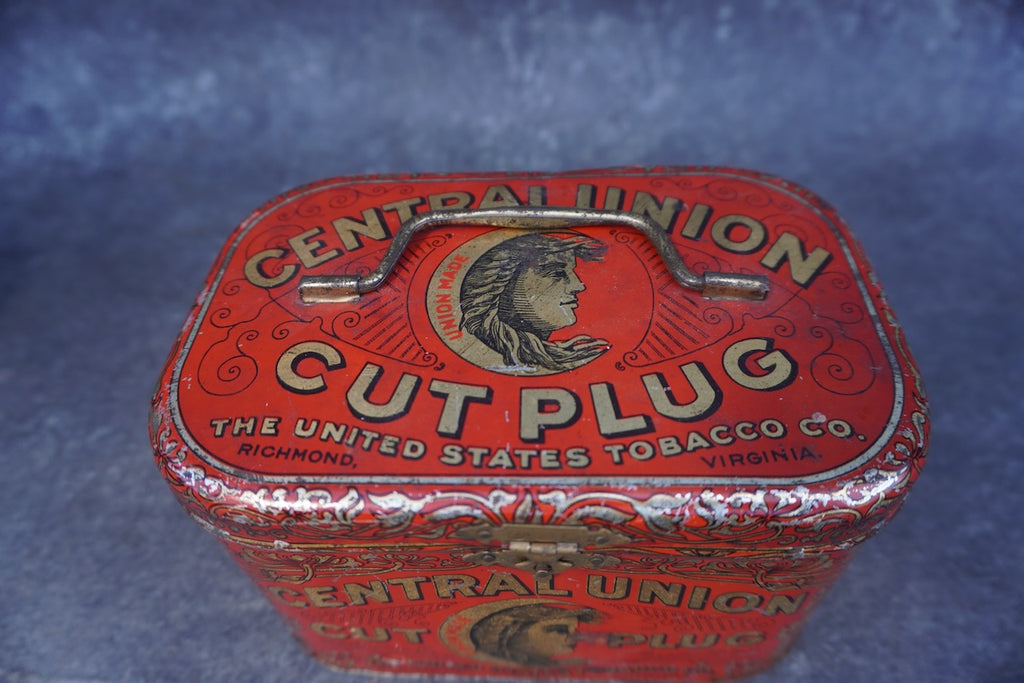 CENTRAL UNION
UNION MADE
CUT PLUG
THE UNITED STATES TOBACCO CO.
RICHMOND, VIRGINIA.
CENTRAL UNION
CUT PLUG